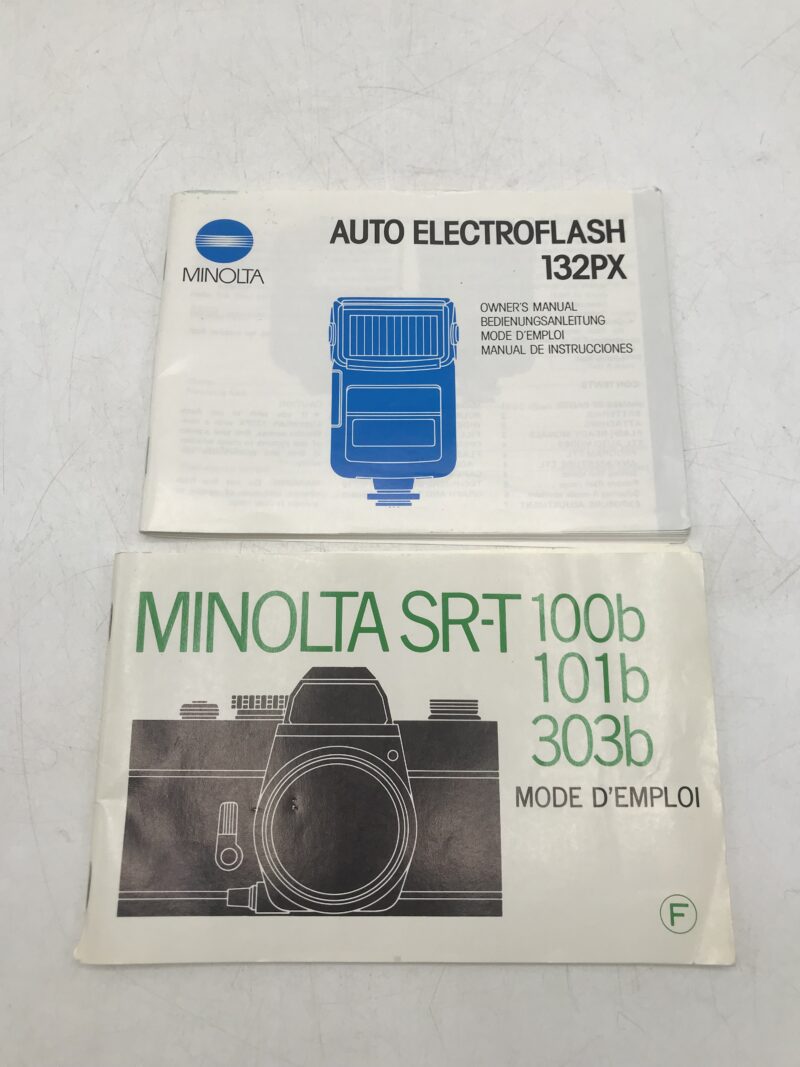 MINOLTA
AUTO ELECTROFLASH
132PX
OWNER'S MANUAL
BEDIENUNGSANLEITUNG
MODE D'EMPLOI
MANUAL DE INSTRUCCIONES
MINOLTA SR-T 100b
101b
303b
MODE D'EMPLOI
F